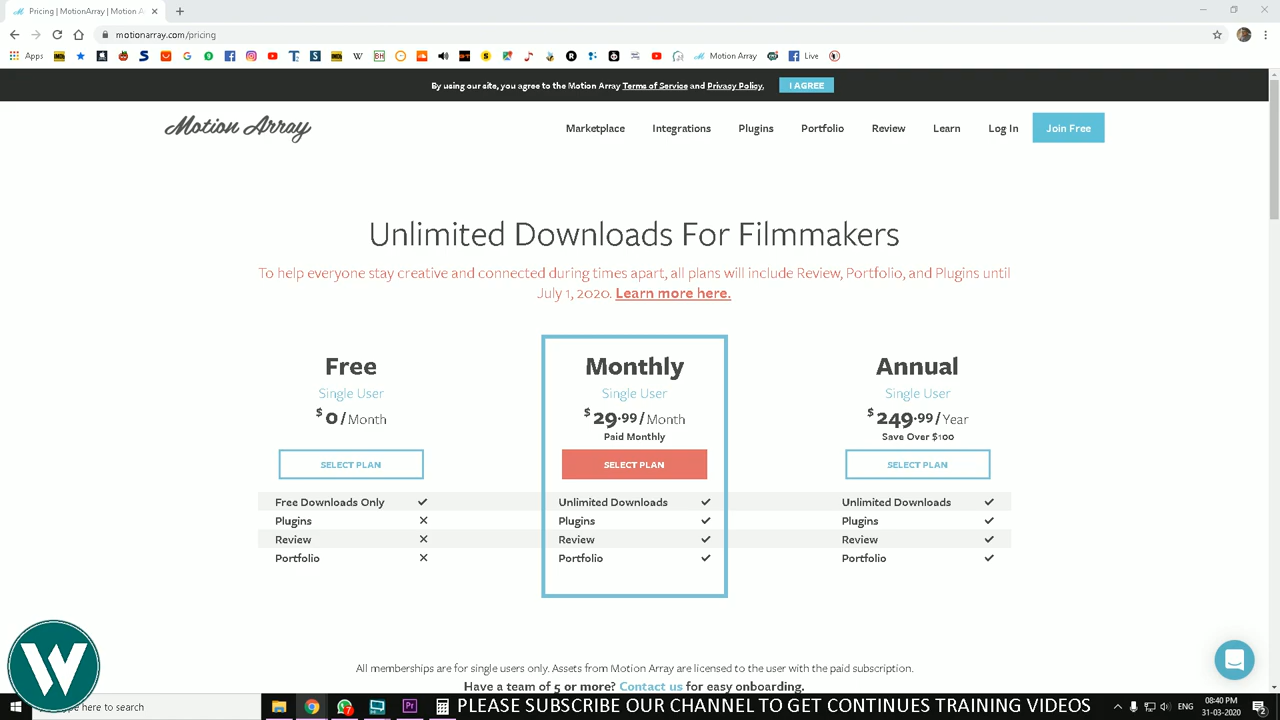 Pricing | MotionArray | Motion A
motionarray.com/pricing
Apps
Motion Array
Live
By using our site, you agree to the Motion Array Terms of Service and Privacy Policy.
I AGREE
Motion Array
Marketplace
Integrations
Plugins
Portfolio
Review
Learn
Log In
Join Free
Unlimited Downloads For Filmmakers
To help everyone stay creative and connected during times apart, all plans will include Review, Portfolio, and Plugins until
July 1, 2020. Learn more here.
Free
Single User
$0/Month
SELECT PLAN
Free Downloads Only
Plugins
Review
Portfolio
Monthly
Single User
$29.99/Month
Paid Monthly
SELECT PLAN
Unlimited Downloads
Plugins
Review
Portfolio
Annual
Single User
$249.99/Year
Save Over $100
SELECT PLAN
Unlimited Downloads
Plugins
Review
Portfolio
All memberships are for single users only. Assets from Motion Array are licensed to the user with the paid subscription.
Have a team of 5 or more? Contact us for easy onboarding.
W
here to search
7
PLEASE SUBSCRIBE OUR CHANNEL TO GET CONTINUES TRAINING VIDEOS
ENG
08:40 PM
31-03-2020
2